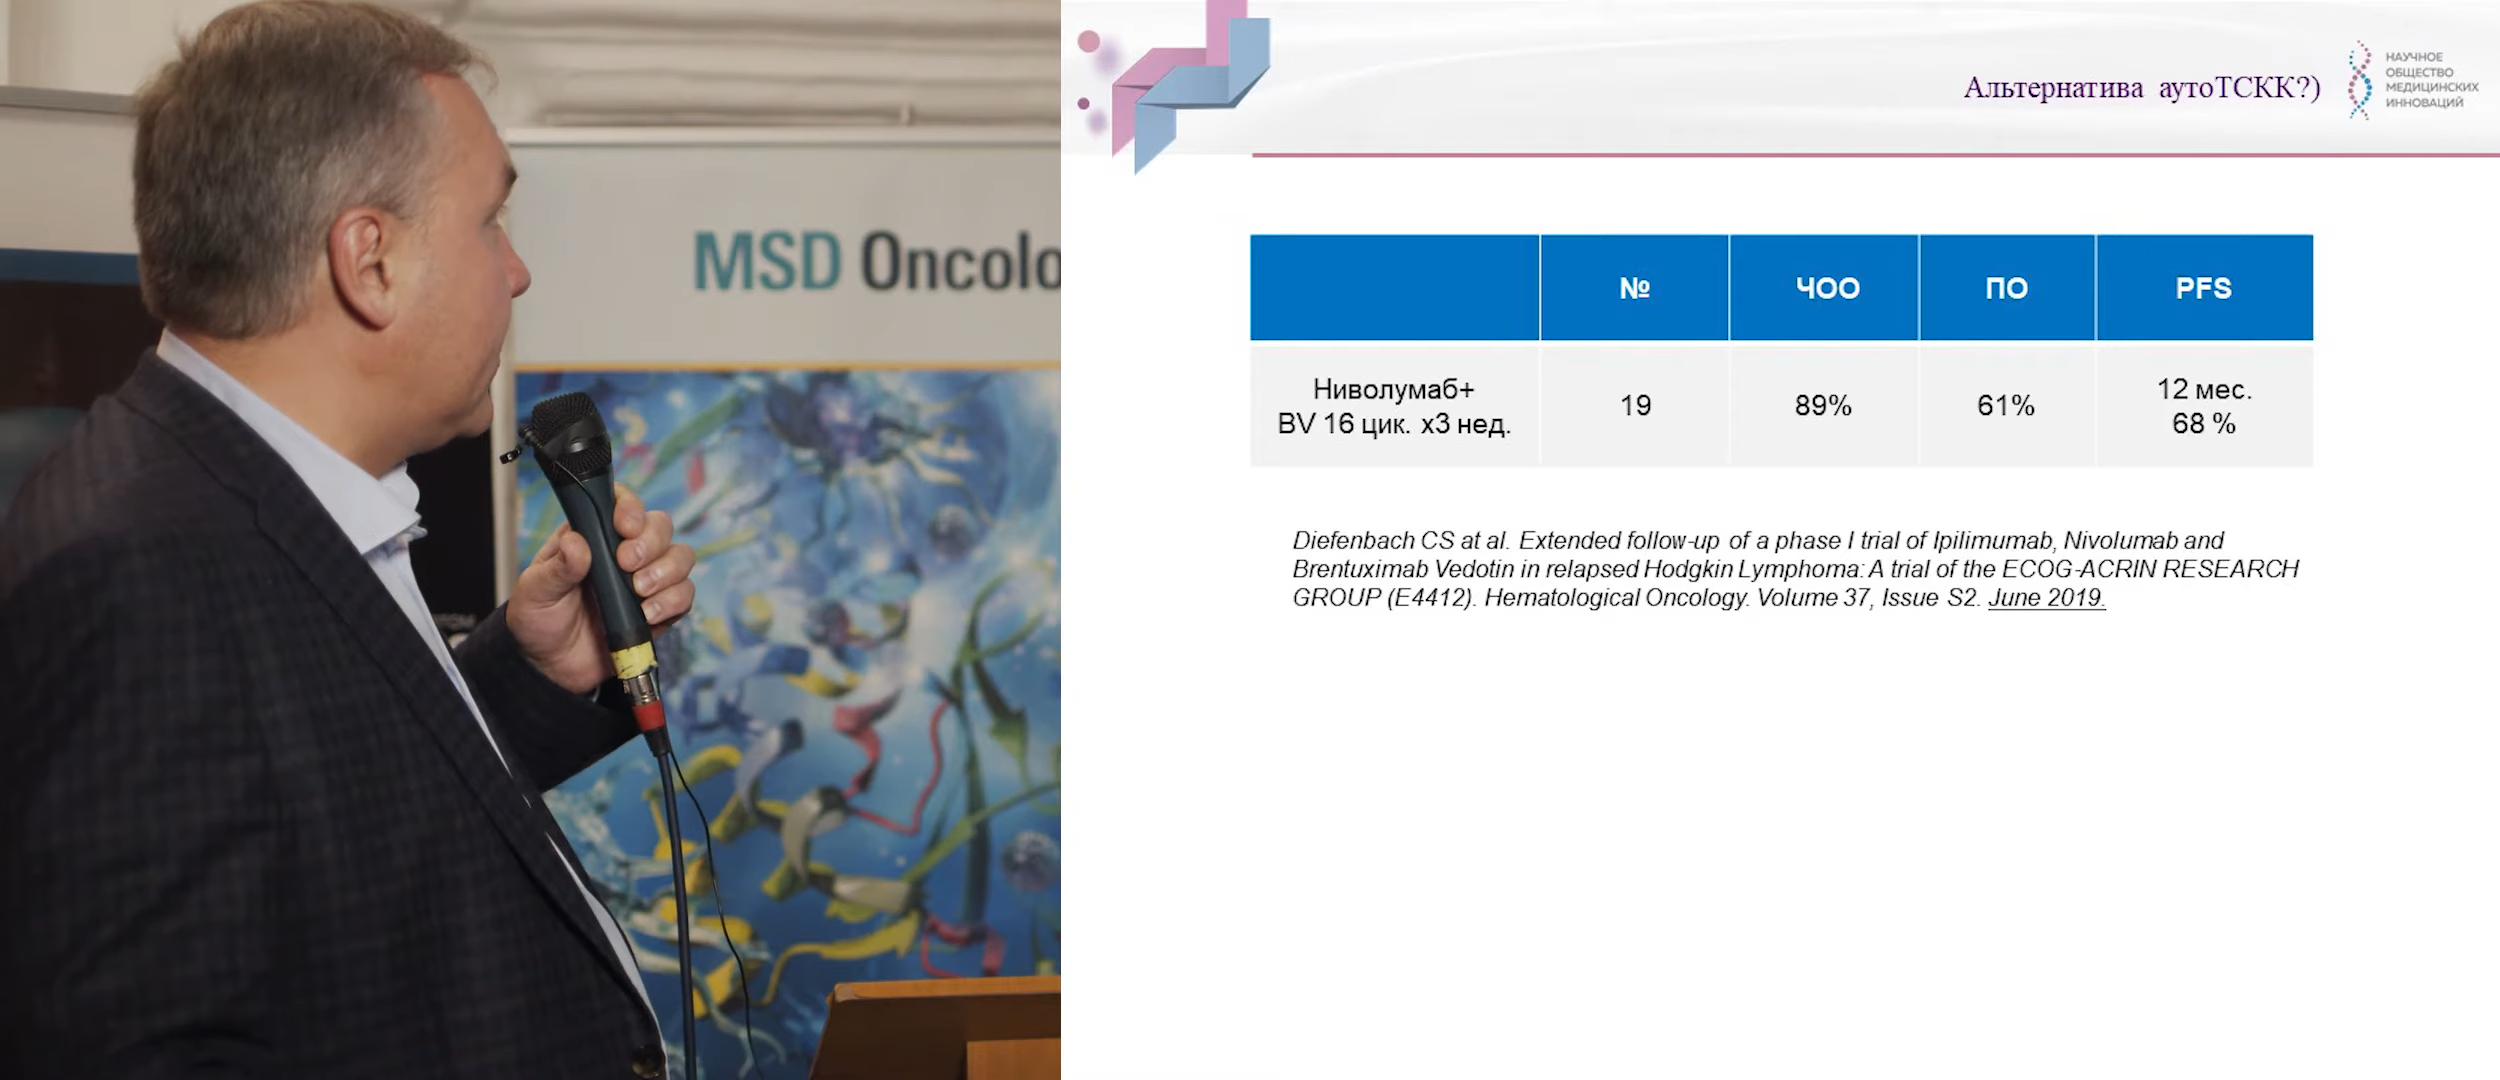 MSD Oncolo
Альтернатива аутоТСКК?)
НАУЧНОЕ
ОБЩЕСТВО
МЕДИЦИНСКИХ
ИННОВАЦИЙ
№ ЧОО ПО PFS
Ниволумаб+
BV 16 цик. х3 нед.
19 89% 61%
12 мес.
68 %
Diefenbach CS at al. Extended follow-up of a phase I trial of Ipilimumab, Nivolumab and
Brentuximab Vedotin in relapsed Hodgkin Lymphoma: A trial of the ECOG-ACRIN RESEARCH
GROUP (E4412). Hematological Oncology. Volume 37, Issue S2. June 2019.